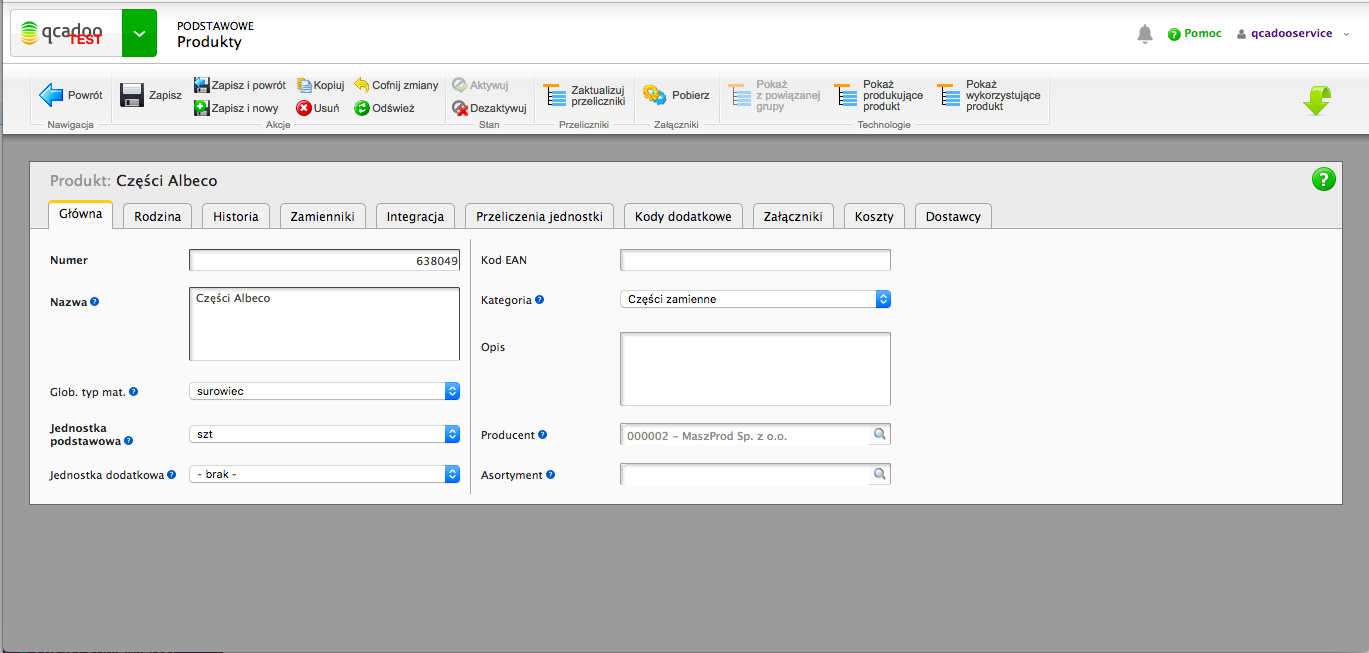 qcadoo
TEST
PODSTAWOWE
Produkty
Pomoc
qcadooservice
Powrót
Nawigacja
Zapisz
Zapisz i powrót
Kopiuj
Cofnij zmiany
Zapisz i nowy
Usuń
Odśwież
Akcje
Aktywuj
Dezaktywuj
Stan
Zaktualizuj
przeliczniki
Przeliczniki
Pobierz
Załączniki
Pokaż
z powiązanej
grupy
Pokaż
produkujące
produkt
Pokaż
wykorzystujące
produkt
Technologie
Produkt: Części Albeco
?
Główna
Rodzina
Historia
Zamienniki
Integracja
Przeliczenia jednostki
Kody dodatkowe
Załączniki
Koszty
Dostawcy
Numer
638049
Nazwa ?
Części Albeco
Glob. typ mat. ?
surowiec
Jednostka
podstawowa ?
szt
Jednostka dodatkowa ?
- brak -
Kod EAN
Kategoria ?
Części zamienne
Opis
Producent ?
000002 - MaszProd Sp. z o.o.
Asortyment ?